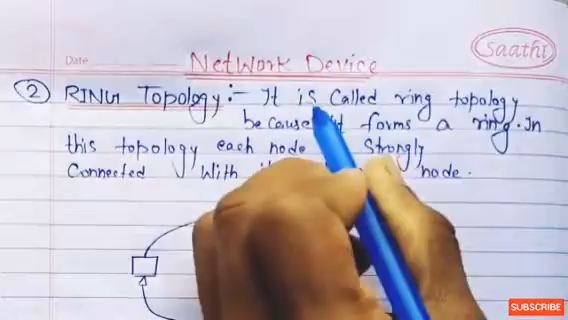 Saathi
Date
Network Device
② RING Topology:- It is Called ring topology
because it forms a ring. In
this topology each node Strongly
Connected With node.
SUBSCRIBE